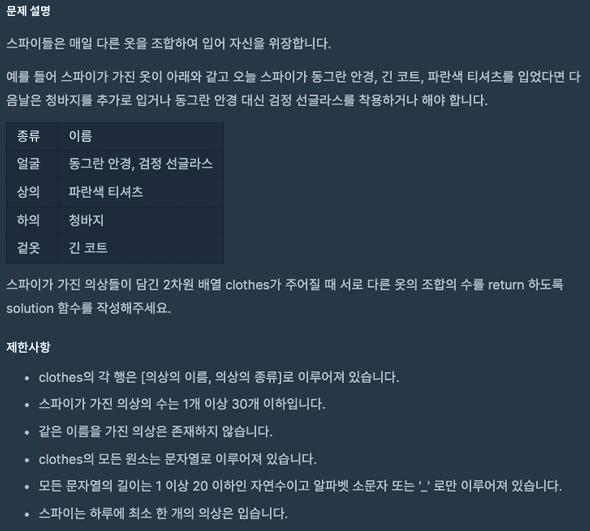 문제 설명
스파이들은 매일 다른 옷을 조합하여 입어 자신을 위장합니다.
예를 들어 스파이가 가진 옷이 아래와 같고 오늘 스파이가 동그란 안경, 긴 코트, 파란색 티셔츠를 입었다면 다
음날은 청바지를 추가로 입거나 동그란 안경 대신 검정 선글라스를 착용하거나 해야 합니다.
종류 이름
얼굴 동그란 안경, 검정 선글라스
상의 파란색 티셔츠
하의 청바지
겉옷 긴 코트
스파이가 가진 의상들이 담긴 2차원 배열 clothes가 주어질 때 서로 다른 옷의 조합의 수를 return 하도록
solution 함수를 작성해주세요.
제한사항
• clothes의 각 행은 [의상의 이름, 의상의 종류]로 이루어져 있습니다.
• 스파이가 가진 의상의 수는 1개 이상 30개 이하입니다.
• 같은 이름을 가진 의상은 존재하지 않습니다.
• clothes의 모든 원소는 문자열로 이루어져 있습니다.
• 모든 문자열의 길이는 1 이상 20 이하인 자연수이고 알파벳 소문자 또는 '_' 로만 이루어져 있습니다.
• 스파이는 하루에 최소 한 개의 의상은 입습니다.